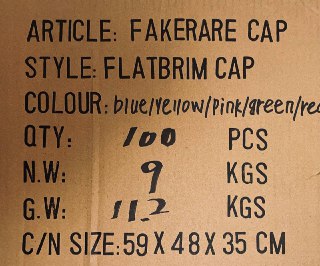 ARTICLE: FAKERARE CAP
STYLE: FLATBRIM CAP
COLOUR: blue/Yellow/Pink/green/red
QTY: 100 PCS
N.W: 9 KGS
G.W: 11.2 KGS
C/N SIZE: 59 X 48 X 35 CM